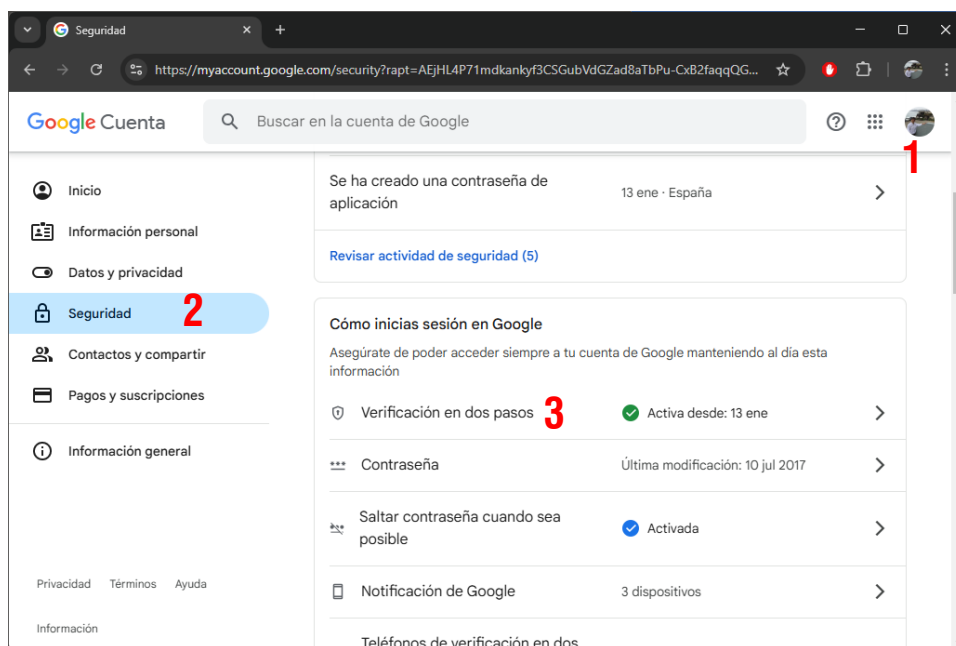 Seguridad
https://myaccount.google.com/security?rapt=AEjHL4P71mdkankyf3CSGubVdGZad8aTbPu-CxB2faqqQG...
Google Cuenta
Buscar en la cuenta de Google
1
Inicio
Información personal
Datos y privacidad
Seguridad 2
Contactos y compartir
Pagos y suscripciones
Información general
Privacidad Términos Ayuda
Información
Se ha creado una contraseña de
aplicación
13 ene · España
Revisar actividad de seguridad (5)
Cómo inicias sesión en Google
Asegúrate de poder acceder siempre a tu cuenta de Google manteniendo al día esta
información
Verificación en dos pasos 3 Activa desde: 13 ene
Contraseña Última modificación: 10 jul 2017
Saltar contraseña cuando sea
posible
Activada
Notificación de Google 3 dispositivos
Teléfonos de verificación en dos